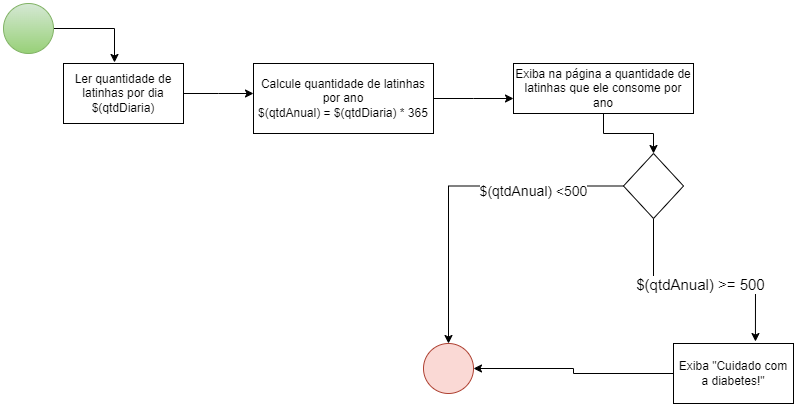 Ler quantidade de
latinhas por dia
$(qtdDiaria)
Calcule quantidade de latinhas
por ano
$(qtdAnual) = $(qtdDiaria) * 365
Exiba na página a quantidade de
latinhas que ele consome por
ano
$(qtdAnual) <500
$(qtdAnual) >= 500
Exiba "Cuidado com
a diabetes!"